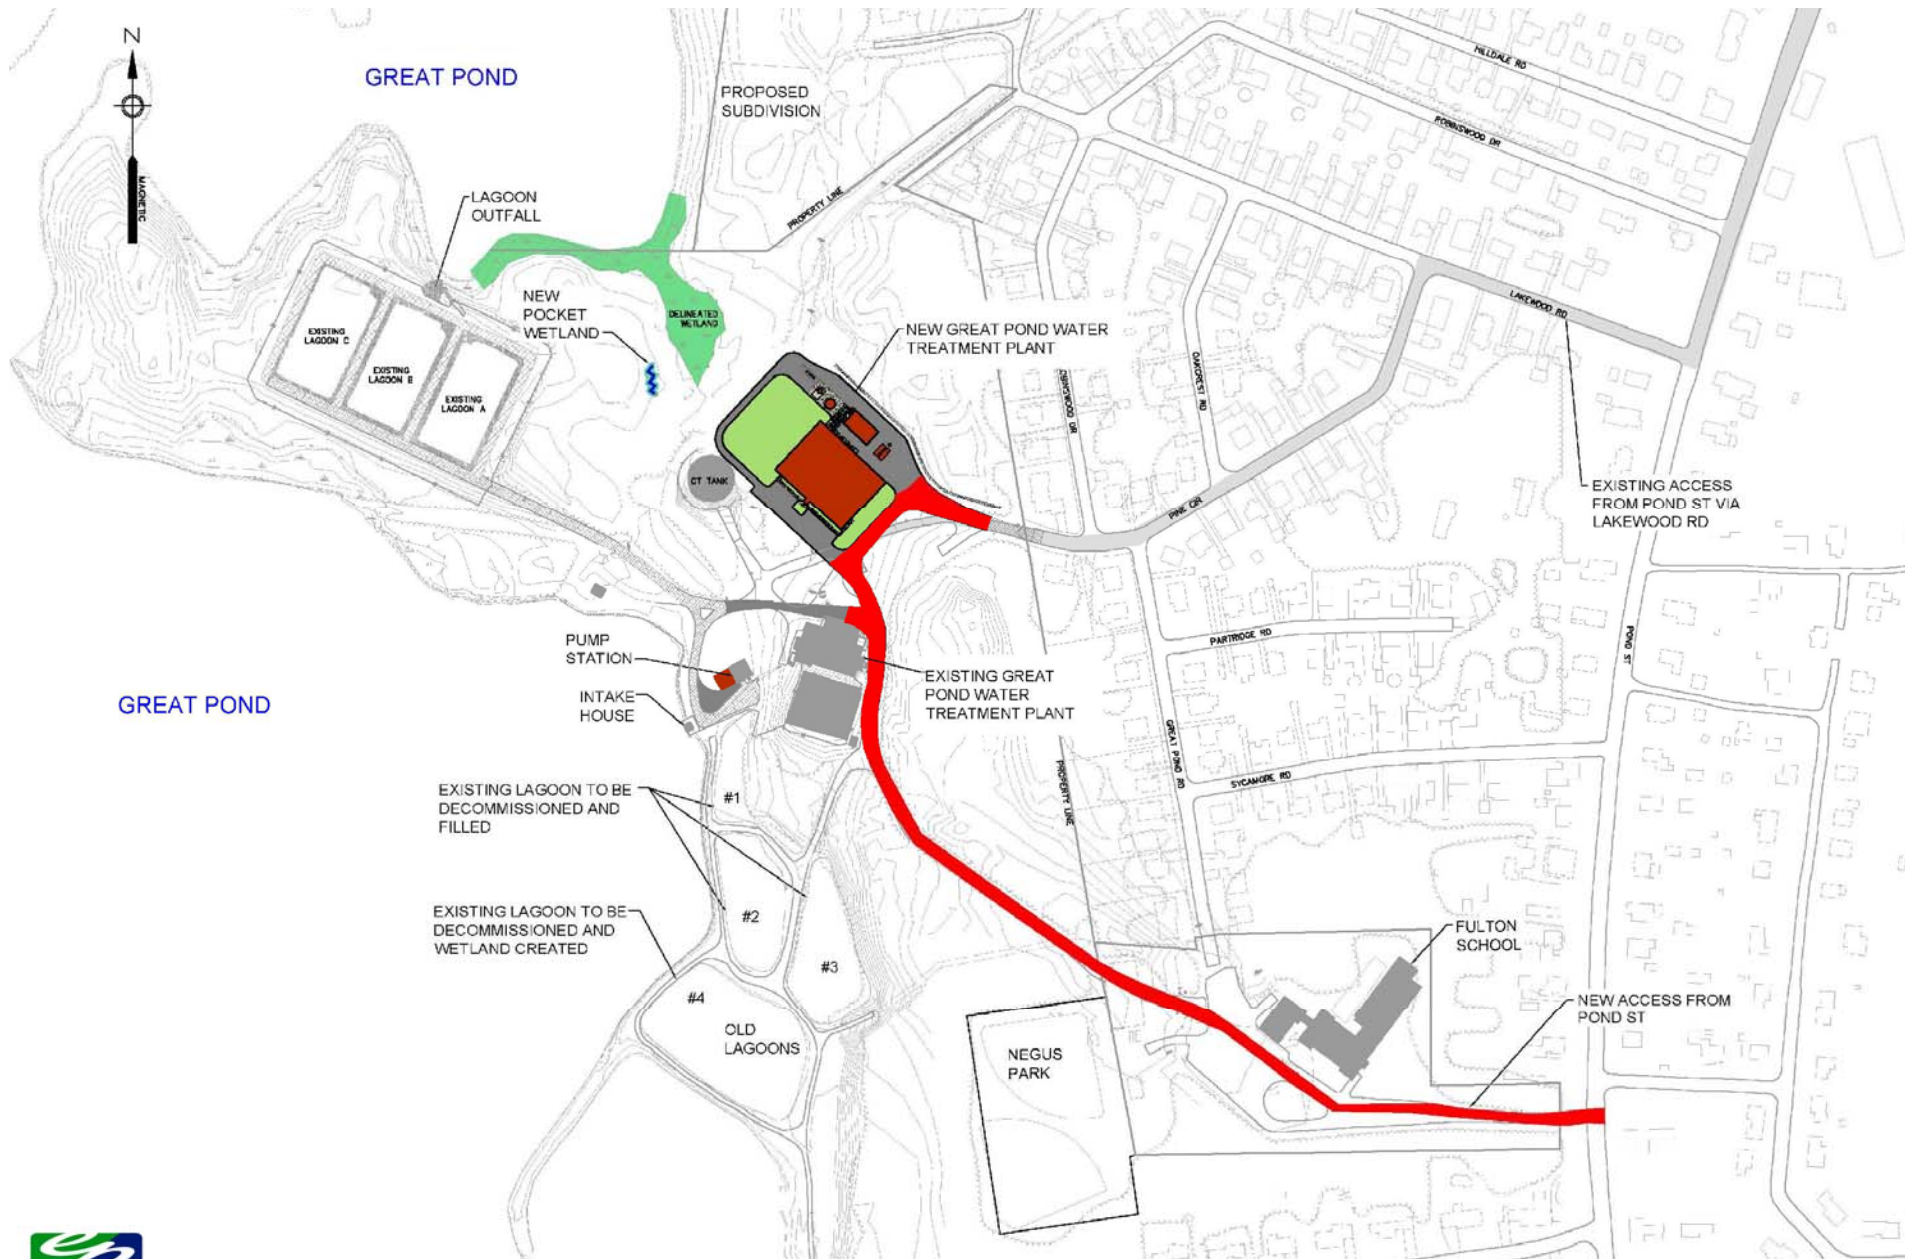 N
MAGNETIC
GREAT POND
PROPOSED
SUBDIVISION
HILLDALE RD
ROBINSWOOD DR
PROPERTY LINE
LAGOON
OUTFALL
NEW
POCKET
WETLAND
DELINEATED
WETLAND
EXISTING
LAGOON C
EXISTING
LAGOON B
EXISTING
LAGOON A
NEW GREAT POND WATER
TREATMENT PLANT
LAKEWOOD RD
OAKCREST RD
CT TANK
PINE CIR
EXISTING ACCESS
FROM POND ST VIA
LAKEWOOD RD
PUMP
STATION
INTAKE
HOUSE
GREAT POND
EXISTING GREAT
POND WATER
TREATMENT PLANT
PARTRIDGE RD
POND ST
GREAT POND RD
SYCAMORE RD
PROPERTY LINE
EXISTING LAGOON TO BE
DECOMMISSIONED AND
FILLED
#1
#2
#3
#4
EXISTING LAGOON TO BE
DECOMMISSIONED AND
WETLAND CREATED
OLD
LAGOONS
FULTON
SCHOOL
NEW ACCESS FROM
POND ST
NEGUS
PARK